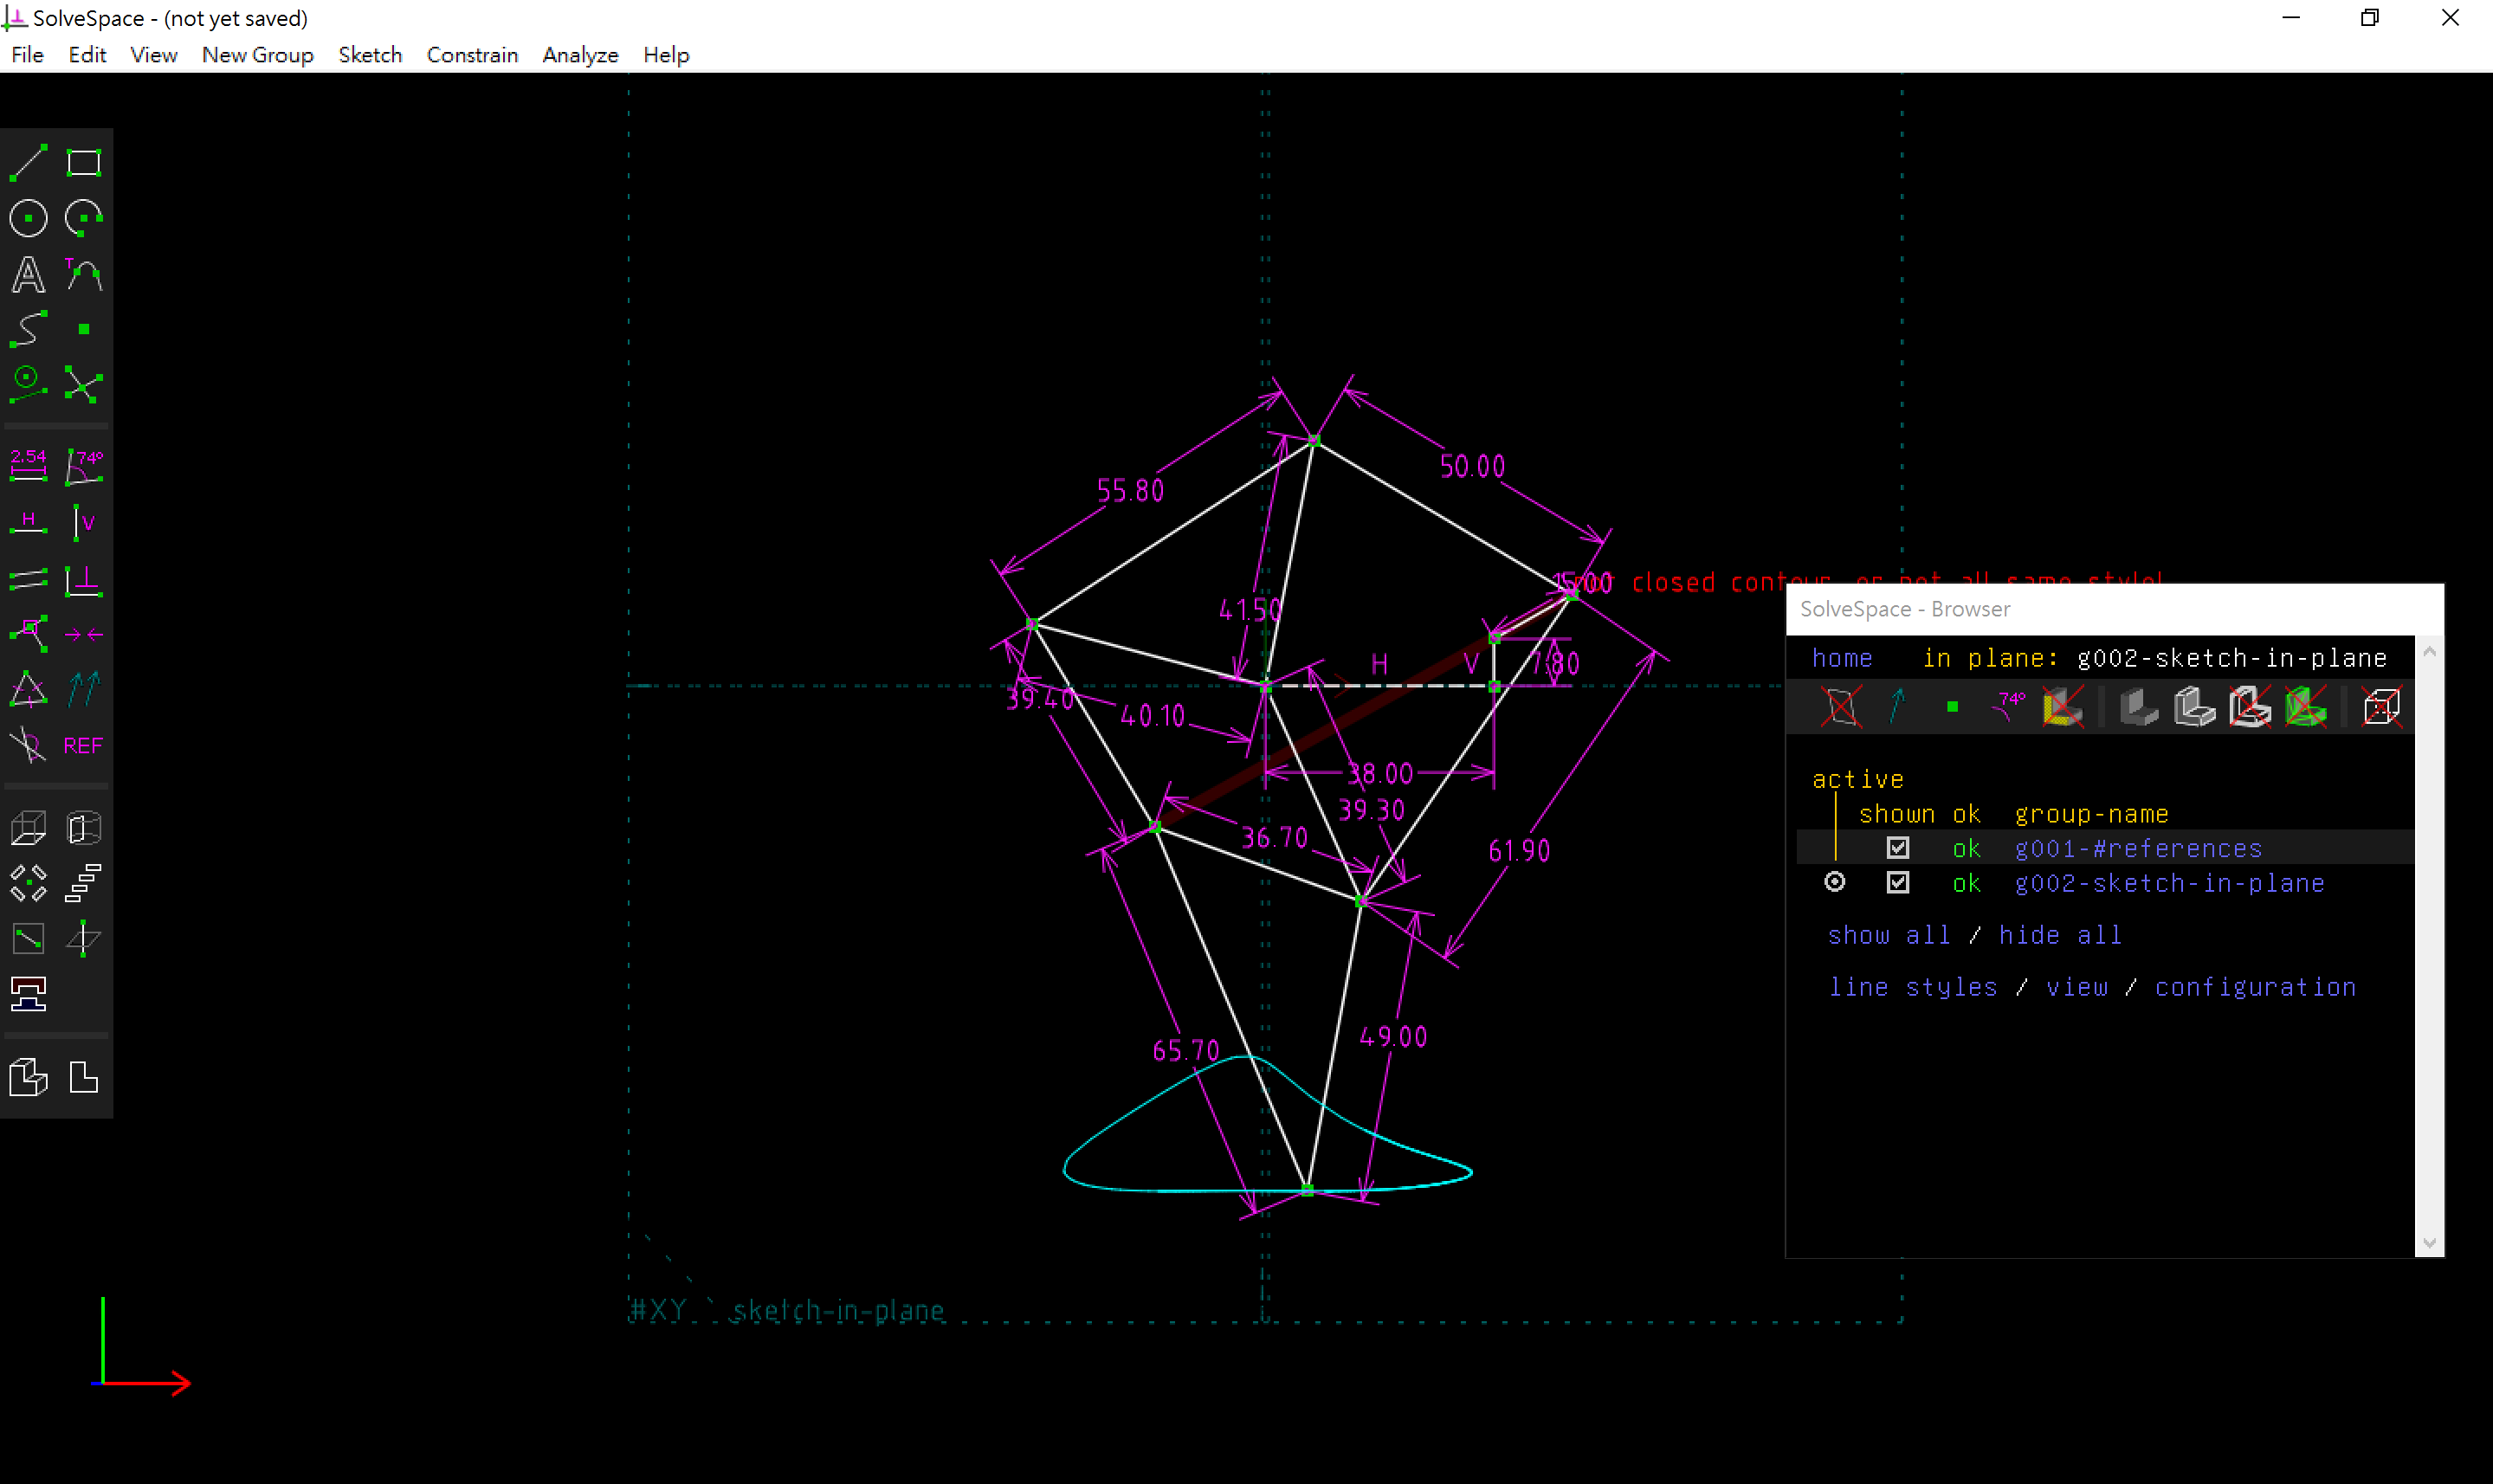 SolveSpace - (not yet saved)
File Edit View New Group Sketch Constrain Analyze Help
A T
2.54 74º
H V
REF
55.80
50.00
41.50
15.00
not closed contour, or not all same style!
H V 7.80
39.40
40.10
38.00
39.30
36.70
61.90
49.00
65.70
#XY sketch-in-plane
SolveSpace - Browser
home in plane: g002-sketch-in-plane
74º
active
shown ok group-name
ok g001-#references
ok g002-sketch-in-plane
show all / hide all
line styles / view / configuration